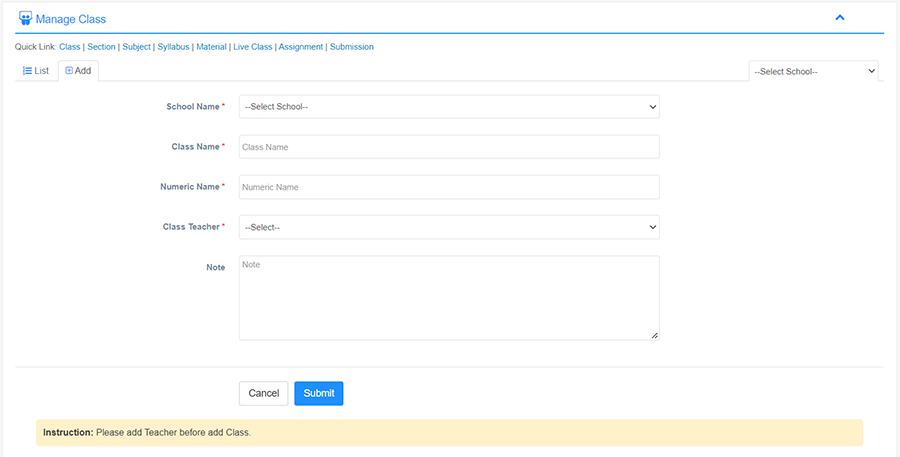 Manage Class
Quick Link: Class | Section | Subject | Syllabus | Material | Live Class | Assignment | Submission
List Add --Select School--
School Name * --Select School--
Class Name * Class Name
Numeric Name * Numeric Name
Class Teacher * --Select--
Note Note
Cancel Submit
Instruction: Please add Teacher before add Class.